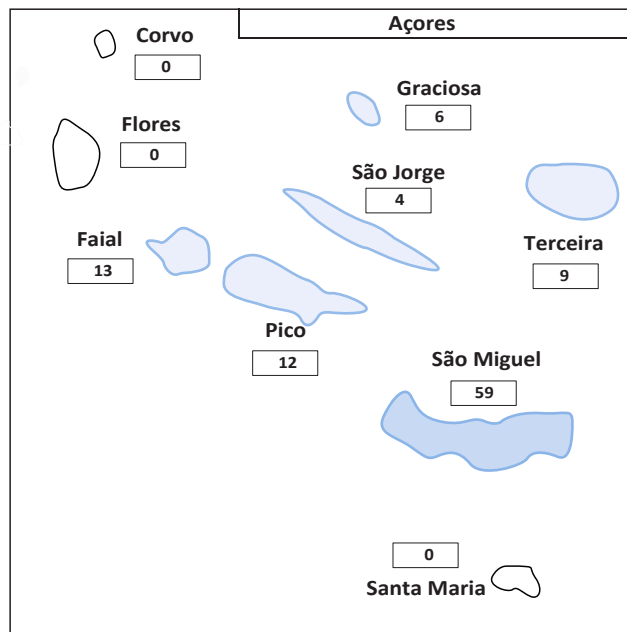 Açores
Corvo
0
Graciosa
6
Flores
0
São Jorge
4
Terceira
9
Faial
13
Pico
12
São Miguel
59
0
Santa Maria